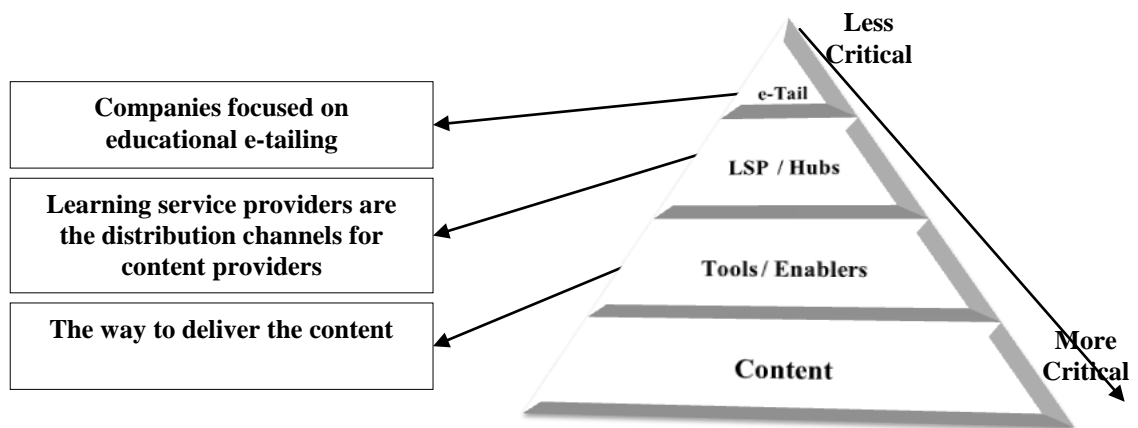 Less
Critical
Companies focused on
educational e-tailing
e-Tail
LSP / Hubs
Learning service providers are
the distribution channels for
content providers
Tools / Enablers
The way to deliver the content
More
Critical
Content